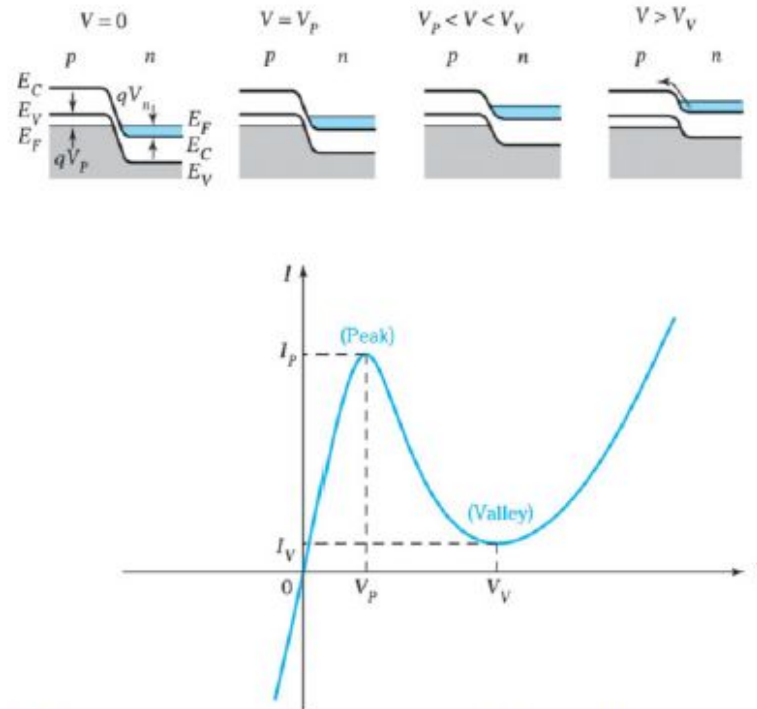 V = 0
V = V_P
V_P < V < V_V
V > V_V
p n
p n
p n
p n
E_C
qV_n
E_V
E_F
E_F
E_C
qV_P
E_V
I
(Peak)
I_P
(Valley)
I_V
0
V_P
V_V